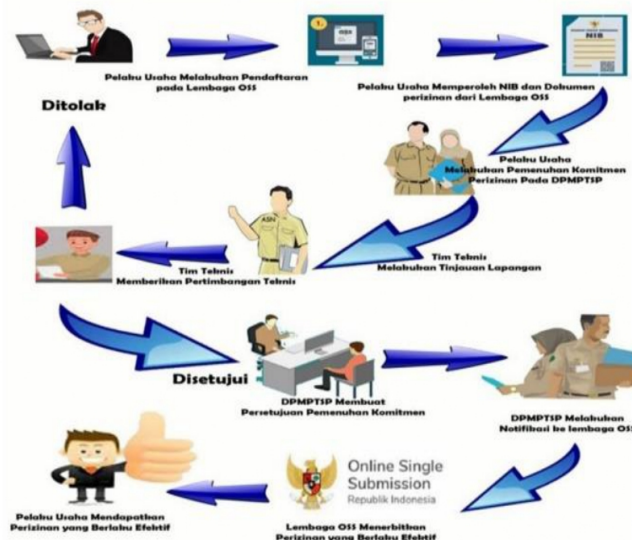 NIB
Pelaku Usaha Melakukan Pendaftaran
pada Lembaga OSS
Pelaku Usaha Memperoleh NIB dan Dokumen
perizinan dari Lembaga OSS
Ditolak
Pelaku Usaha
Melakukan Pemenuhan Komitmen
Perizinan Pada DPMPTSP
ASN
Tim Teknis
Melakukan Tinjauan Lapangan
Tim Teknis
Memberikan Pertimbangan Teknis
Disetujui
DPMPTSP Membuat
Persetujuan Pemenuhan Komitmen
DPMPTSP Melakukan
Notifikasi ke lembaga OSS
Online Single
Submission
Republik Indonesia
Pelaku Usaha Mendapatkan
Perizinan yang Berlaku Efektif
Lembaga OSS Menerbitkan
Perizinan yang Berlaku Efektif